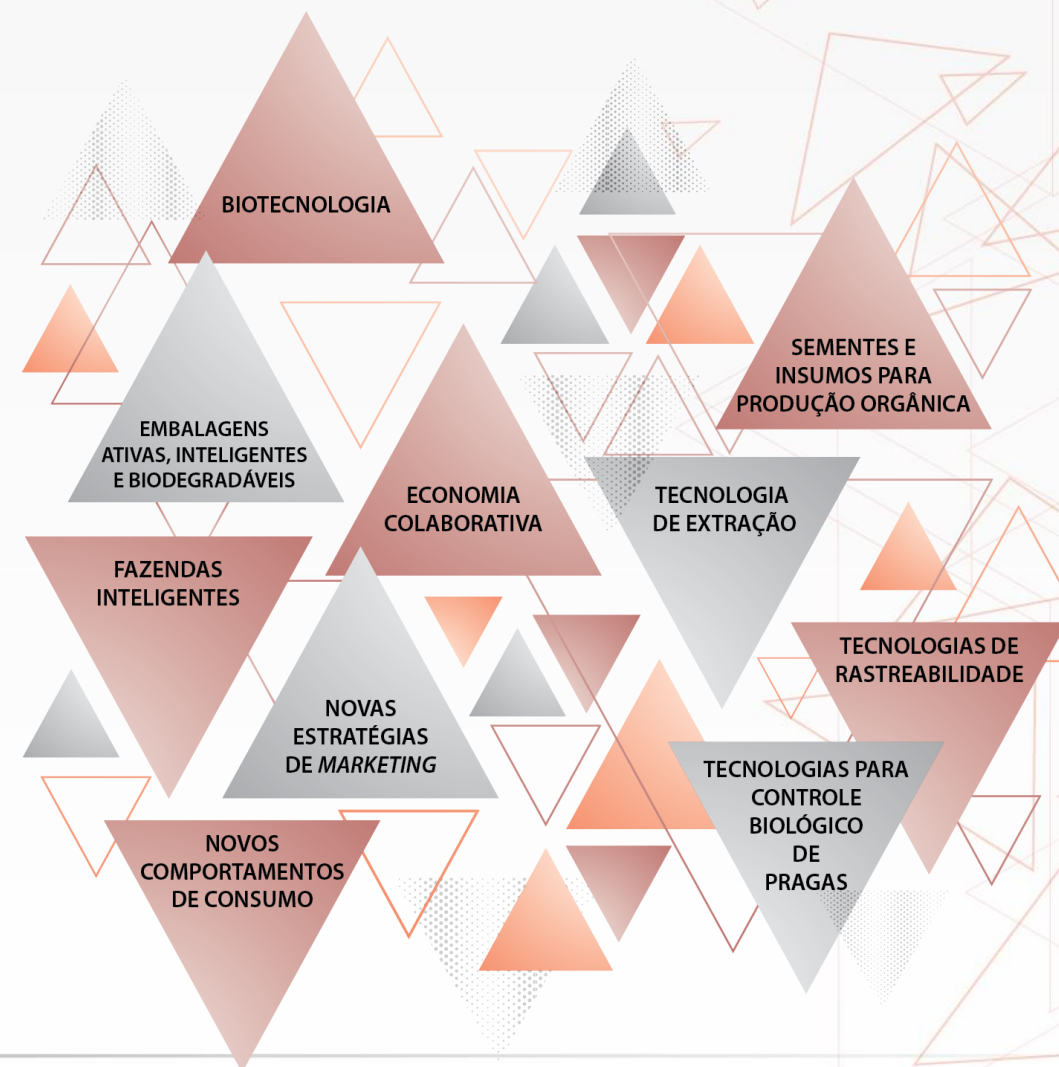 BIOTECNOLOGIA
SEMENTES E
INSUMOS PARA
PRODUÇÃO ORGÂNICA
EMBALAGENS
ATIVAS, INTELIGENTES
E BIODEGRADÁVEIS
ECONOMIA
COLABORATIVA
TECNOLOGIA
DE EXTRAÇÃO
FAZENDAS
INTELIGENTES
TECNOLOGIAS DE
RASTREABILIDADE
NOVAS
ESTRATÉGIAS
DE MARKETING
TECNOLOGIAS PARA
CONTROLE
BIOLÓGICO
DE
PRAGAS
NOVOS
COMPORTAMENTOS
DE CONSUMO